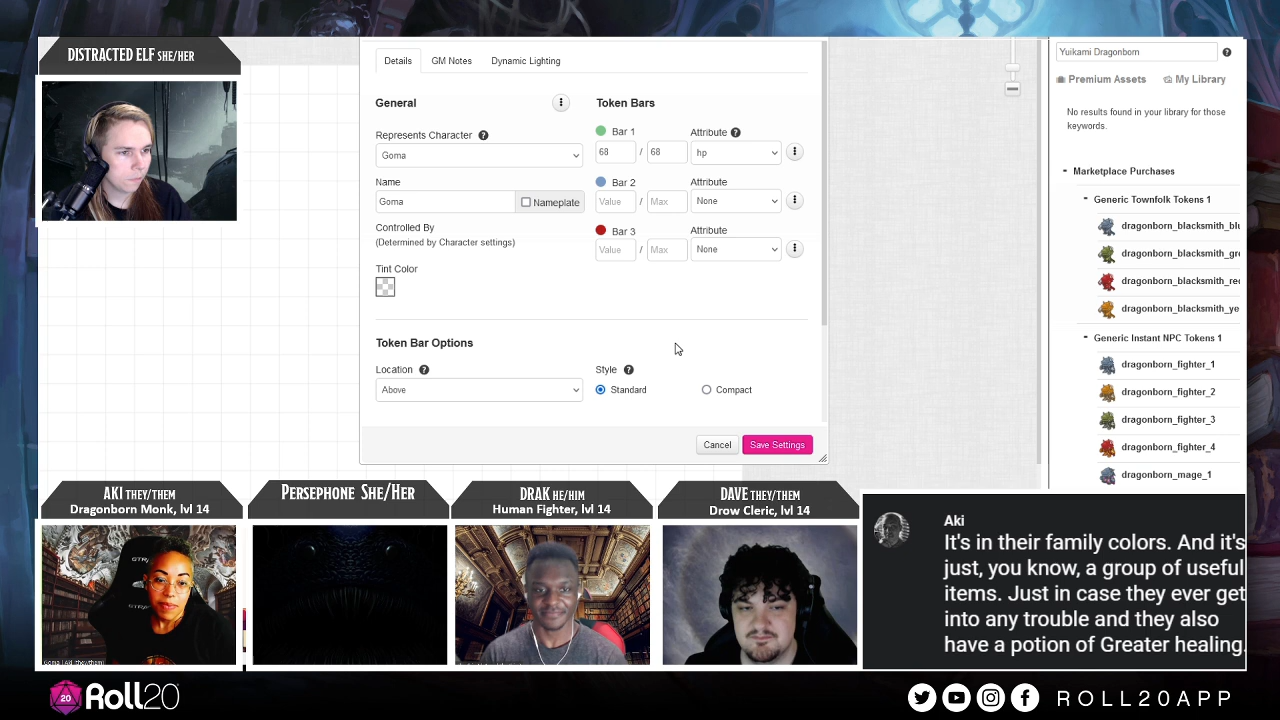 DISTRACTED ELF SHE/HER
Details
GM Notes
Dynamic Lighting
General
Token Bars
Represents Character
Goma
Name
Goma
Nameplate
Controlled By
(Determined by Character settings)
Tint Color
Bar 1
Attribute
68 / 68
hp
Bar 2
Attribute
Value / Max
None
Bar 3
Attribute
Value / Max
None
Token Bar Options
Location
Above
Style
Standard
Compact
Cancel
Save Settings
Yuikami Dragonborn
Premium Assets
My Library
No results found in your library for those
keywords.
Marketplace Purchases
Generic Townfolk Tokens 1
dragonborn_blacksmith_blu
dragonborn_blacksmith_gre
dragonborn_blacksmith_red
dragonborn_blacksmith_ye
Generic Instant NPC Tokens 1
dragonborn_fighter_1
dragonborn_fighter_2
dragonborn_fighter_3
dragonborn_fighter_4
dragonborn_mage_1
AKI THEY/THEM
Dragonborn Monk, lvl 14
PERSEPHONE SHE/HER
DRAK HE/HIM
Human Fighter, lvl 14
DAVE THEY/THEM
Drow Cleric, lvl 14
Goma | Aki_they/them|
Aki
It's in their family colors. And it's
just, you know, a group of useful
items. Just in case they ever get
into any trouble and they also
have a potion of Greater healing.
20
Roll20
ROLL20APP